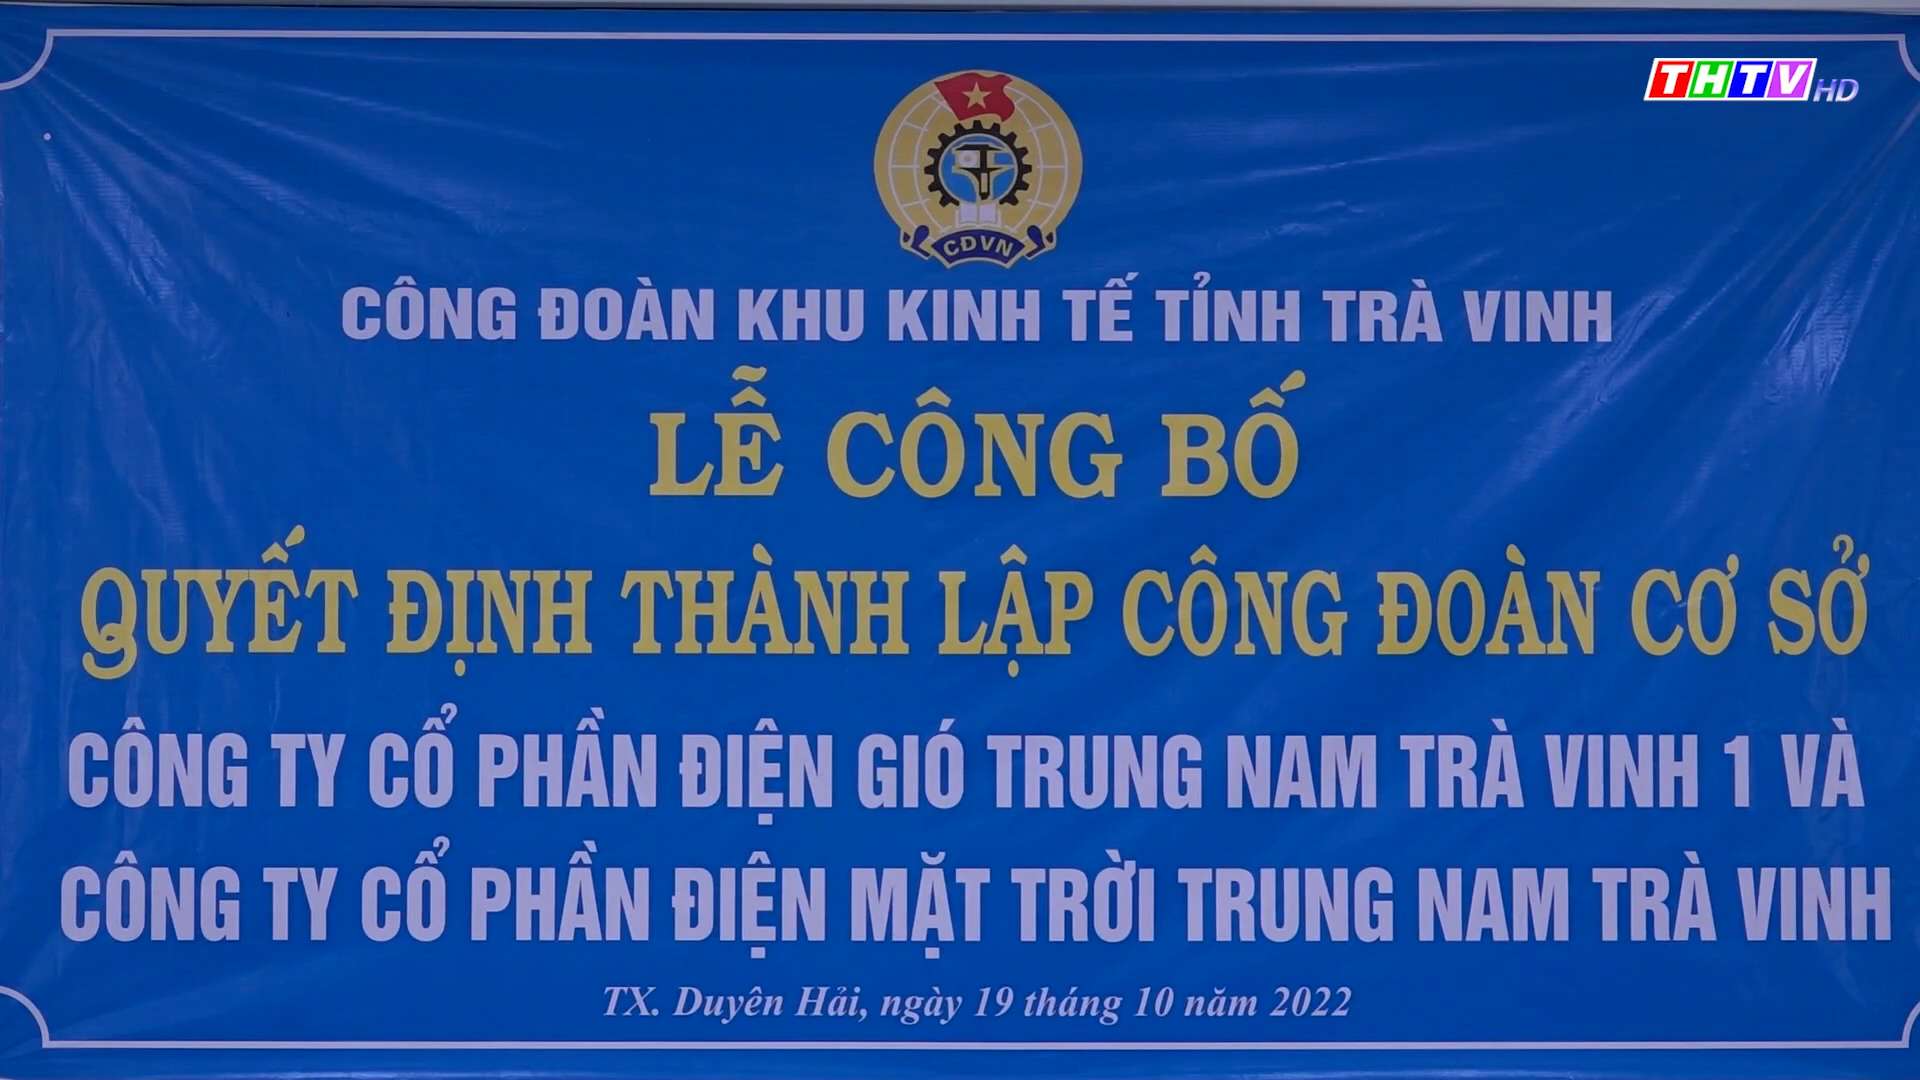 THTV HD
CĐVN
CÔNG ĐOÀN KHU KINH TẾ TỈNH TRÀ VINH
LỄ CÔNG BỐ
QUYẾT ĐỊNH THÀNH LẬP CÔNG ĐOÀN CƠ SỞ
CÔNG TY CỔ PHẦN ĐIỆN GIÓ TRUNG NAM TRÀ VINH 1 VÀ
CÔNG TY CỔ PHẦN ĐIỆN MẶT TRỜI TRUNG NAM TRÀ VINH
TX. Duyên Hải, ngày 19 tháng 10 năm 2022